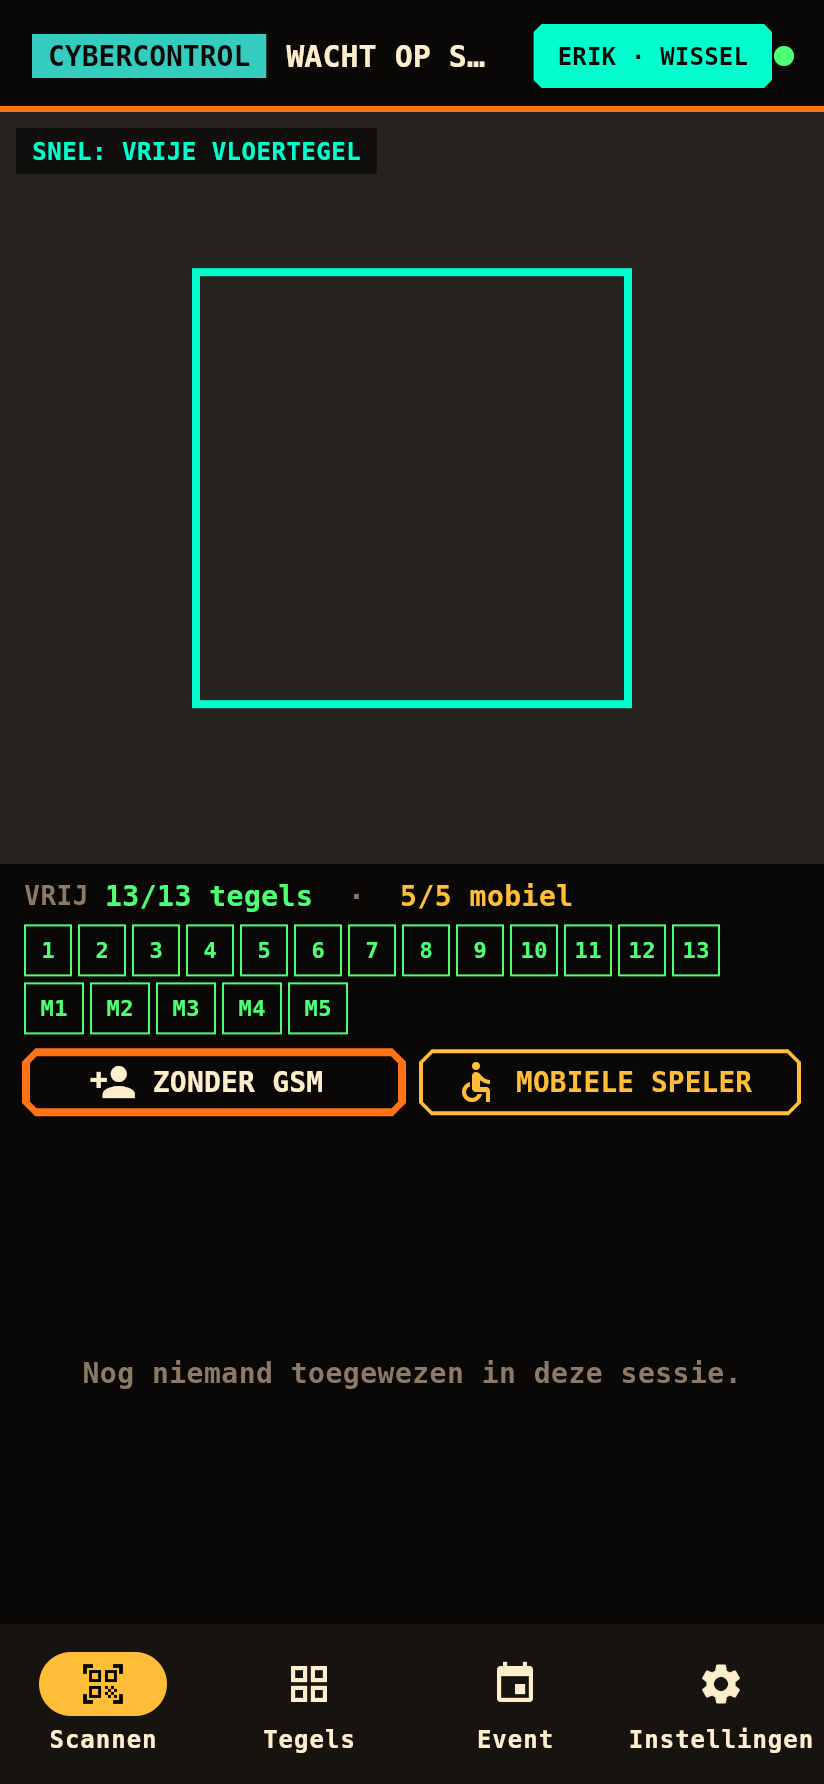 CYBERCONTROL WACHT OP S… ERIK · WISSEL
SNEL: VRIJE VLOERTEGEL
VRIJ 13/13 tegels · 5/5 mobiel
1 2 3 4 5 6 7 8 9 10 11 12 13
M1 M2 M3 M4 M5
ZONDER GSM MOBIELE SPELER
Nog niemand toegewezen in deze sessie.
Scannen Tegels Event Instellingen